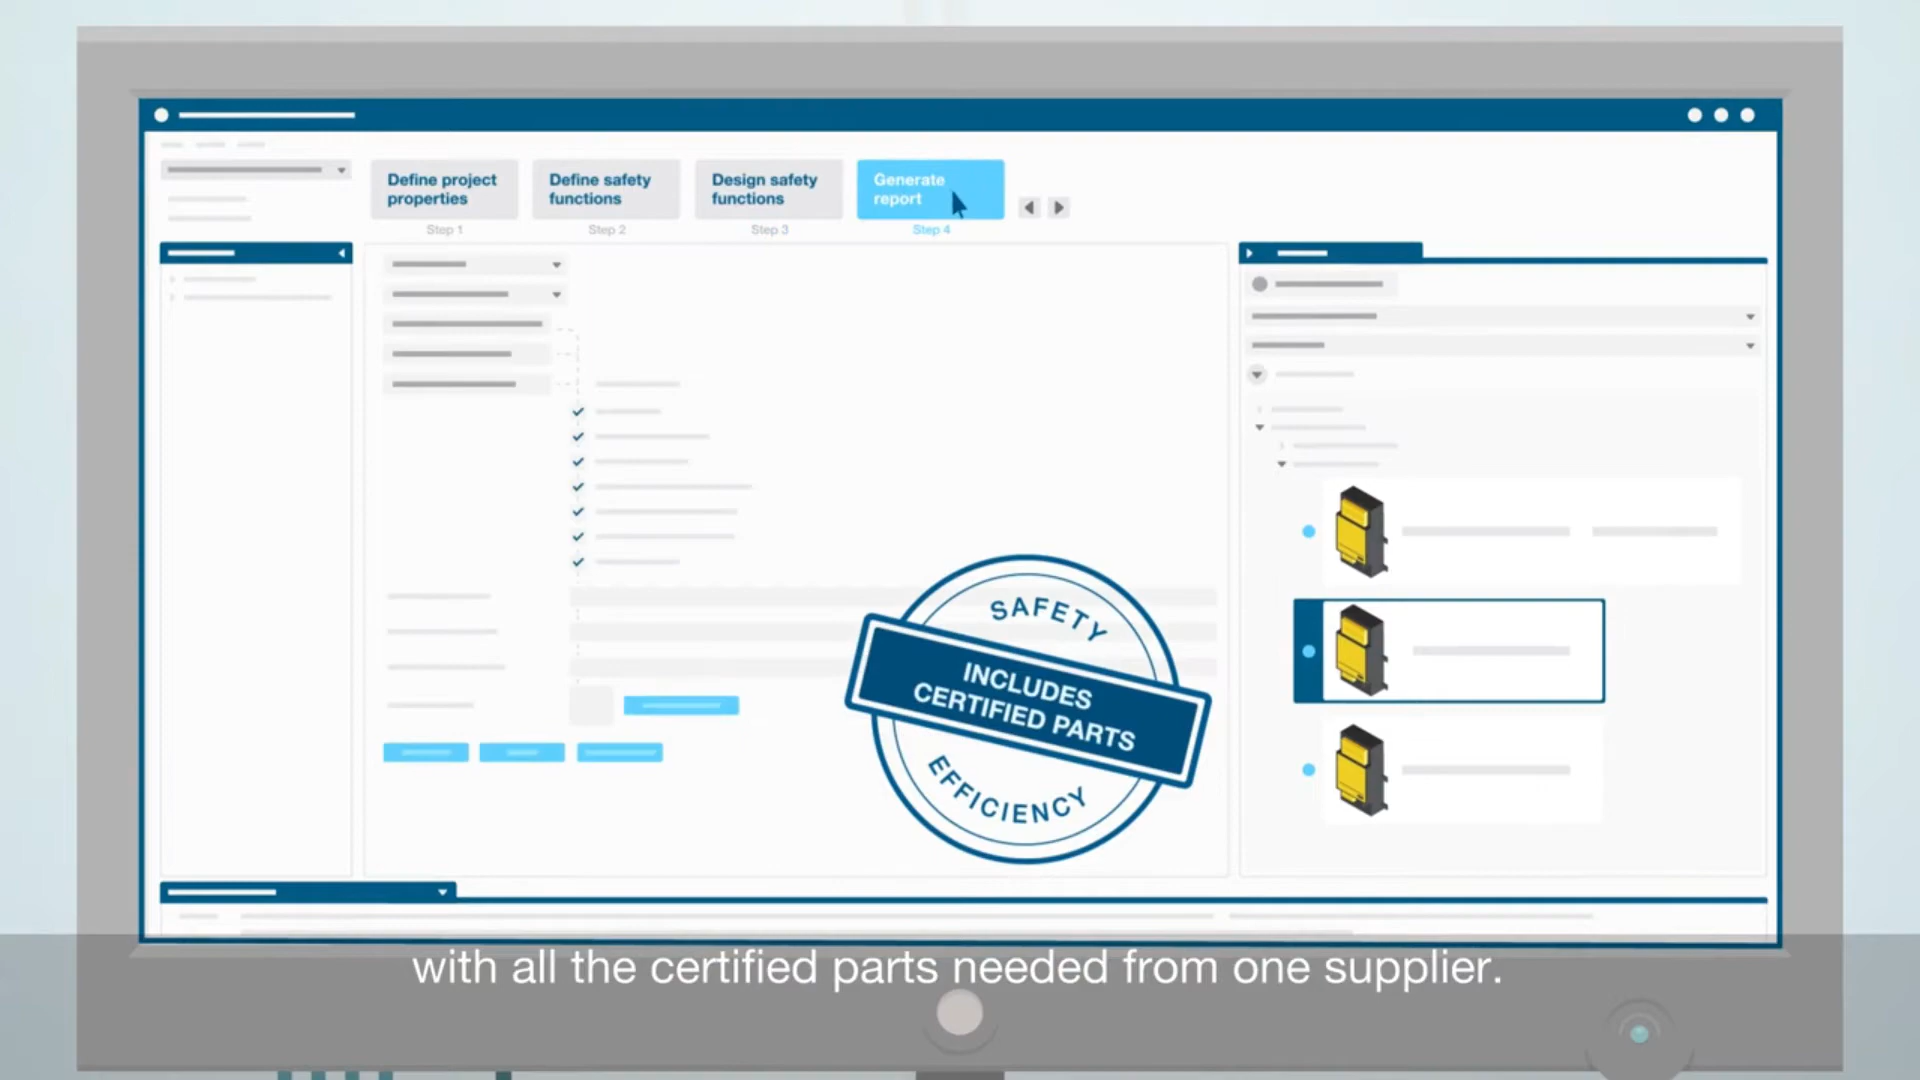 Define project
properties
Define safety
functions
Design safety
functions
Generate
report
Step 1
Step 2
Step 3
Step 4
SAFETY
INCLUDES
CERTIFIED PARTS
EFFICIENCY
with all the certified parts needed from one supplier.